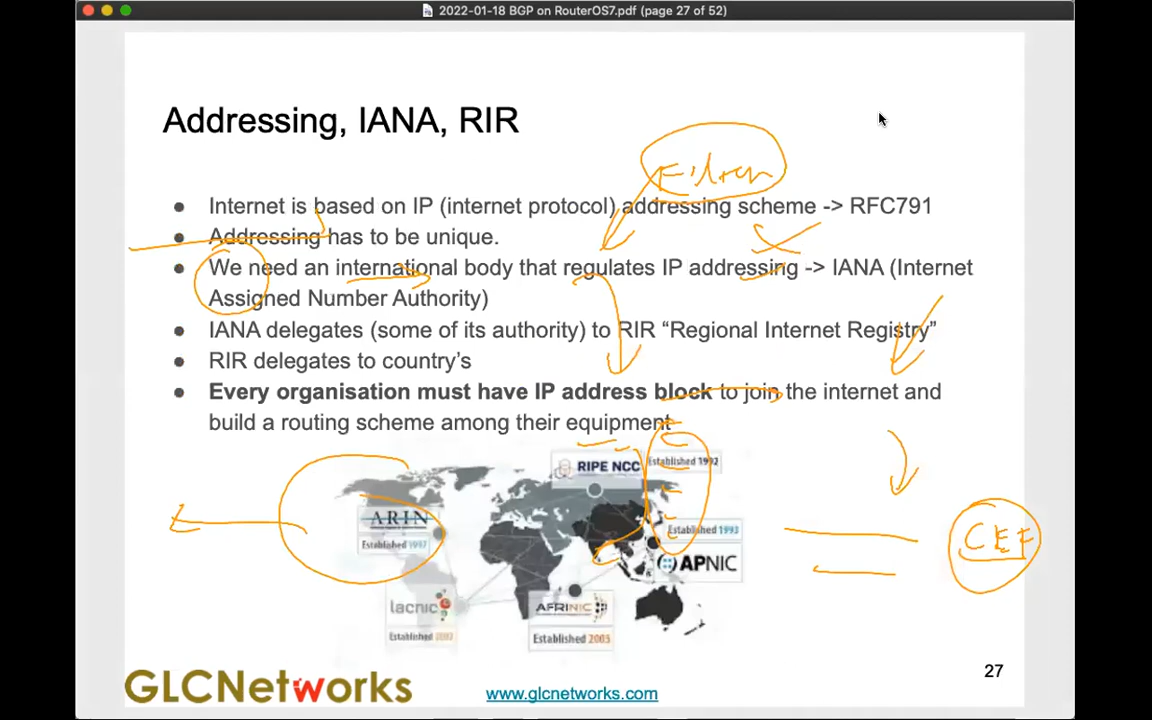 2022-01-18 BGP on RouterOS7.pdf (page 27 of 52)
Addressing, IANA, RIR
Filter
● Internet is based on IP (internet protocol) addressing scheme -> RFC791
● Addressing has to be unique.
● We need an international body that regulates IP addressing -> IANA (Internet
Assigned Number Authority)
● IANA delegates (some of its authority) to RIR “Regional Internet Registry”
● RIR delegates to country’s
● Every organisation must have IP address block to join the internet and
build a routing scheme among their equipment
RIPE NCC
Established 1992
ARIN
Established 1997
Established 1993
APNIC
CEF
lacnic
Established 2002
AFRINIC
Established 2005
27
GLCNetworks
www.glcnetworks.com